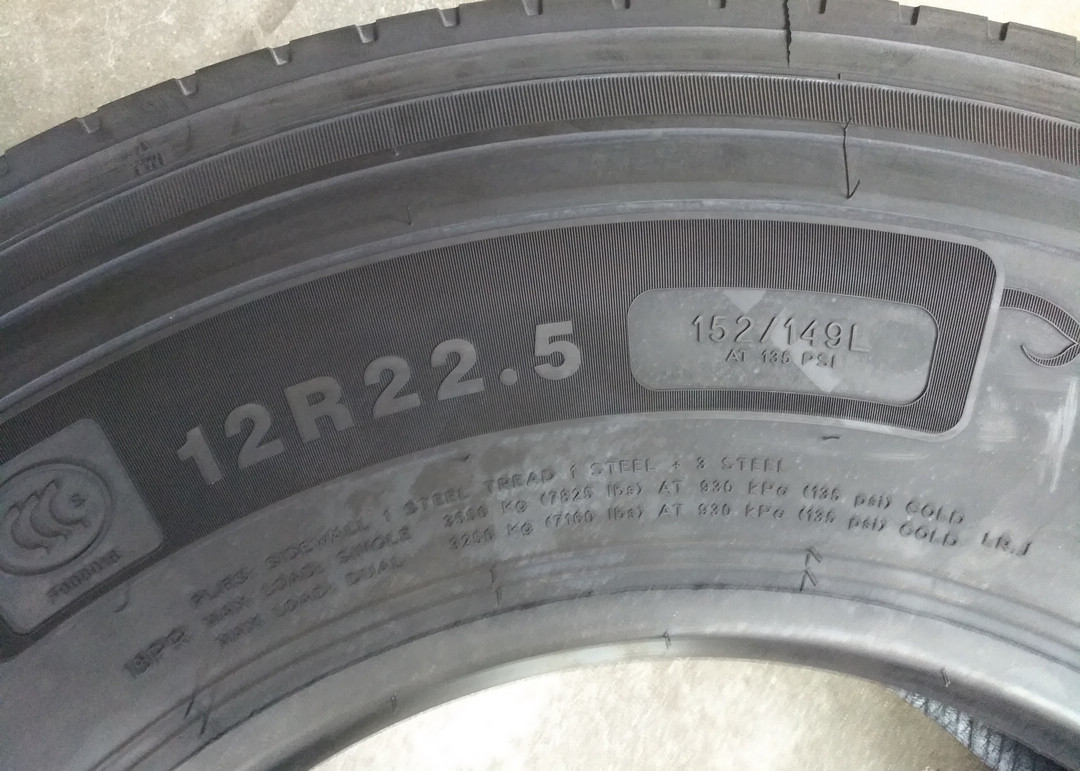 12R22.5
152/149L
AT 135 PSI
S
PLIES: SIDEWALL 1 STEEL TREAD 1 STEEL + 3 STEEL
MAX LOAD SINGLE 3550 KG (7825 lbs) AT 930 kPa (135 psi) COLD
MAX LOAD DUAL 3250 KG (7160 lbs) AT 930 kPa (135 psi) COLD LR.J